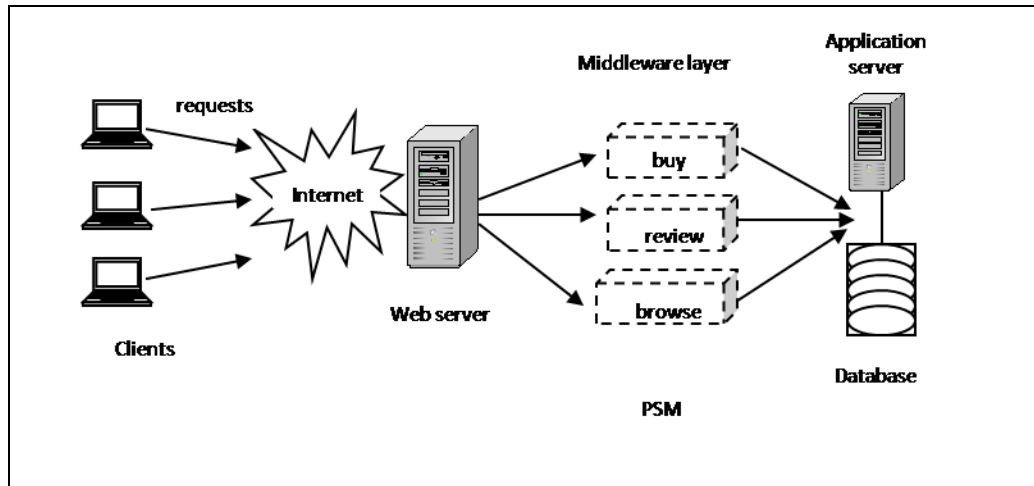 Application
server
Middleware layer
requests
buy
Internet
review
browse
Web server
Clients
Database
PSM